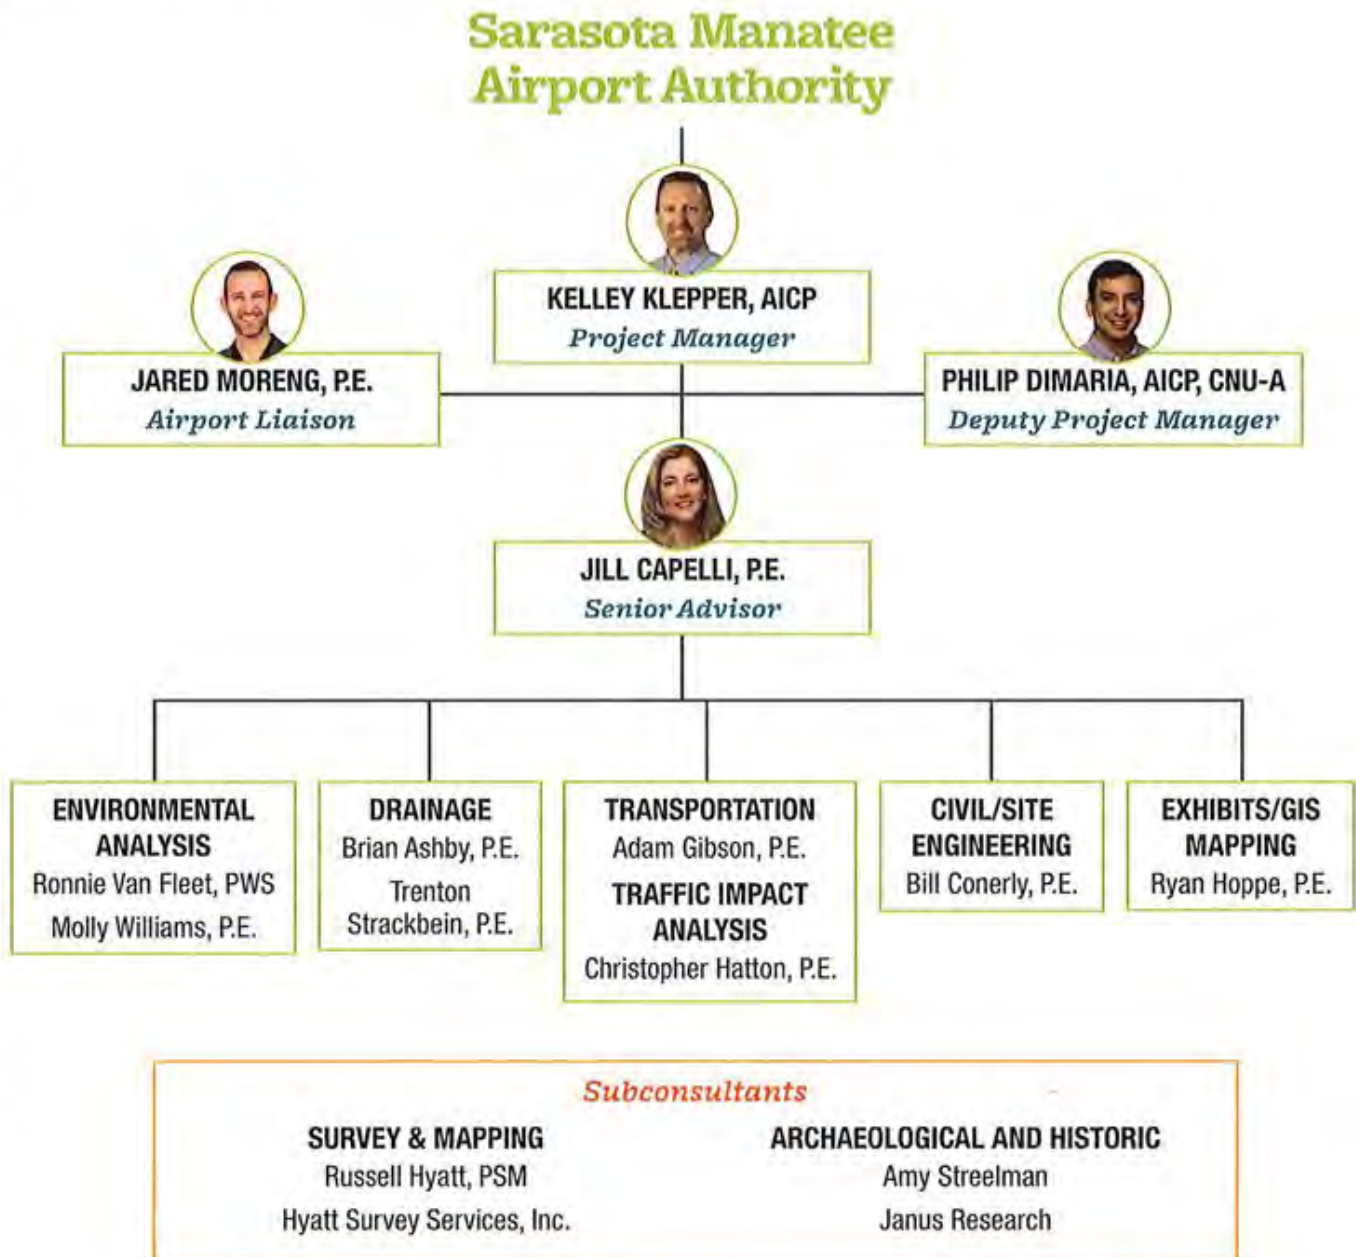 Sarasota Manatee
Airport Authority
KELLEY KLEPPER, AICP
Project Manager
JARED MORENG, P.E.
Airport Liaison
PHILIP DIMARIA, AICP, CNU-A
Deputy Project Manager
JILL CAPELLI, P.E.
Senior Advisor
ENVIRONMENTAL
ANALYSIS
Ronnie Van Fleet, PWS
Molly Williams, P.E.
DRAINAGE
Brian Ashby, P.E.
Trenton
Strackbein, P.E.
TRANSPORTATION
Adam Gibson, P.E.
TRAFFIC IMPACT
ANALYSIS
Christopher Hatton, P.E.
CIVIL/SITE
ENGINEERING
Bill Conerly, P.E.
EXHIBITS/GIS
MAPPING
Ryan Hoppe, P.E.
Subconsultants
SURVEY & MAPPING
Russell Hyatt, PSM
Hyatt Survey Services, Inc.
ARCHAEOLOGICAL AND HISTORIC
Amy Streelman
Janus Research